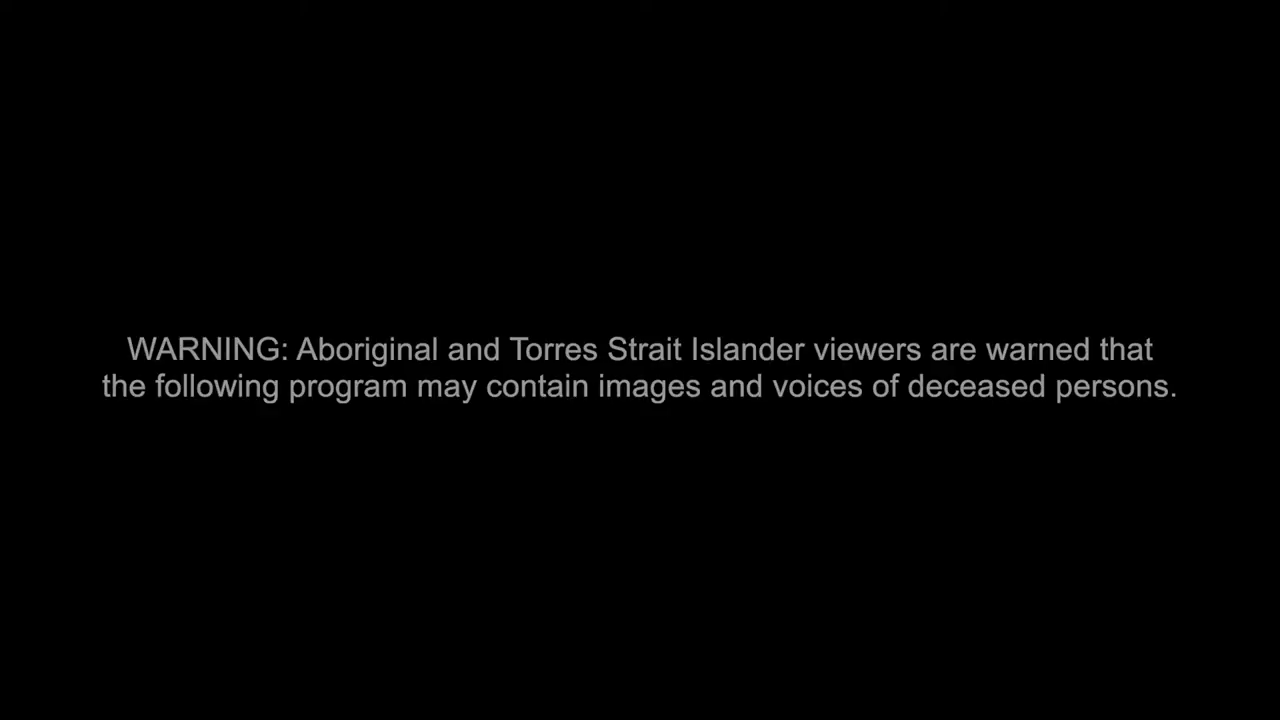 WARNING: Aboriginal and Torres Strait Islander viewers are warned that
the following program may contain images and voices of deceased persons.